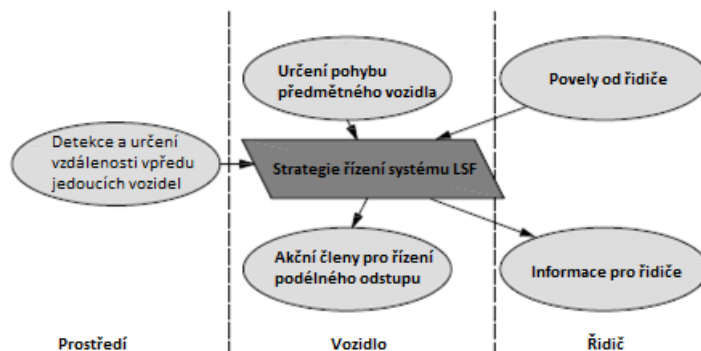 Určení pohybu
předmětného vozidla
Povely od řidiče
Detekce a určení
vzdálenosti vpředu
jedoucích vozidel
Strategie řízení systému LSF
Akční členy pro řízení
podélného odstupu
Informace pro řidiče
Prostředí
Vozidlo
Řidič